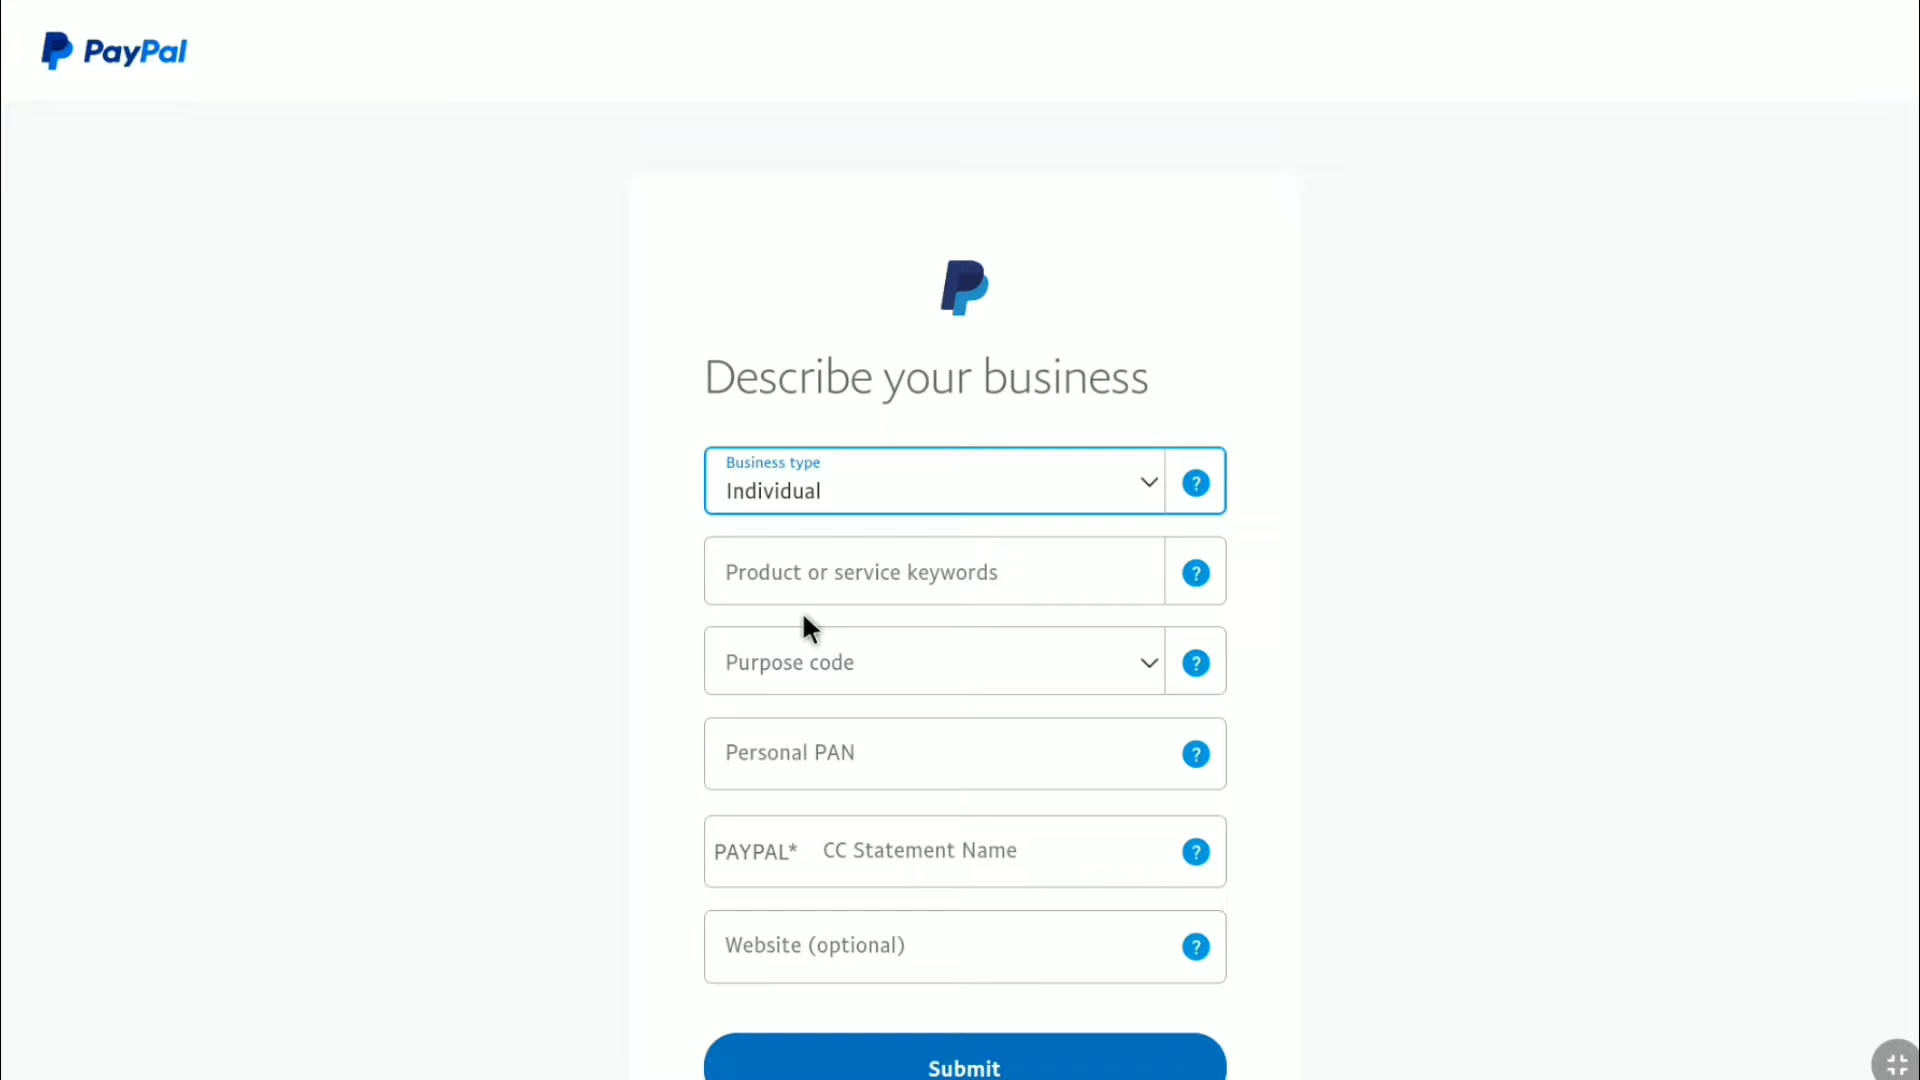 PayPal
Describe your business
Business type
Individual
?
Product or service keywords
?
Purpose code
?
Personal PAN
?
PAYPAL* CC Statement Name
?
Website (optional)
?
Submit